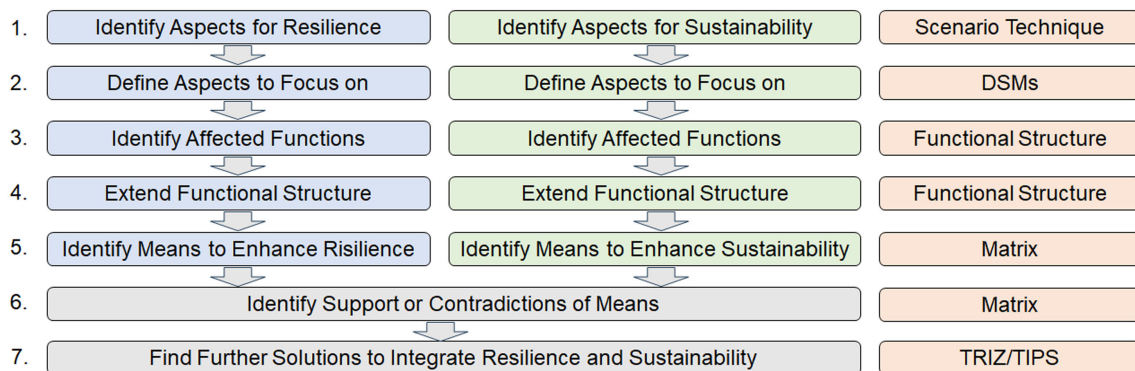 1. Identify Aspects for Resilience Identify Aspects for Sustainability Scenario Technique
2. Define Aspects to Focus on Define Aspects to Focus on DSMs
3. Identify Affected Functions Identify Affected Functions Functional Structure
4. Extend Functional Structure Extend Functional Structure Functional Structure
5. Identify Means to Enhance Risilience Identify Means to Enhance Sustainability Matrix
6. Identify Support or Contradictions of Means Matrix
7. Find Further Solutions to Integrate Resilience and Sustainability TRIZ/TIPS